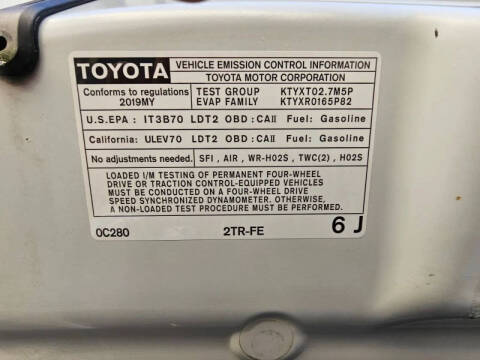 TOYOTA VEHICLE EMISSION CONTROL INFORMATION
TOYOTA MOTOR CORPORATION
Conforms to regulations TEST GROUP KTYXT02.7M5P
2019MY EVAP FAMILY KTYXR0165P82
U.S.EPA : IT3B70 LDT2 OBD : CAII Fuel: Gasoline
California: ULEV70 LDT2 OBD : CAII Fuel: Gasoline
No adjustments needed. SFI , AIR , WR-HO2S , TWC(2) , HO2S
LOADED I/M TESTING OF PERMANENT FOUR-WHEEL
DRIVE OR TRACTION CONTROL-EQUIPPED VEHICLES
MUST BE CONDUCTED ON A FOUR-WHEEL DRIVE
SPEED SYNCHRONIZED DYNAMOMETER. OTHERWISE,
A NON-LOADED TEST PROCEDURE MUST BE PERFORMED.
0C280 2TR-FE 6 J